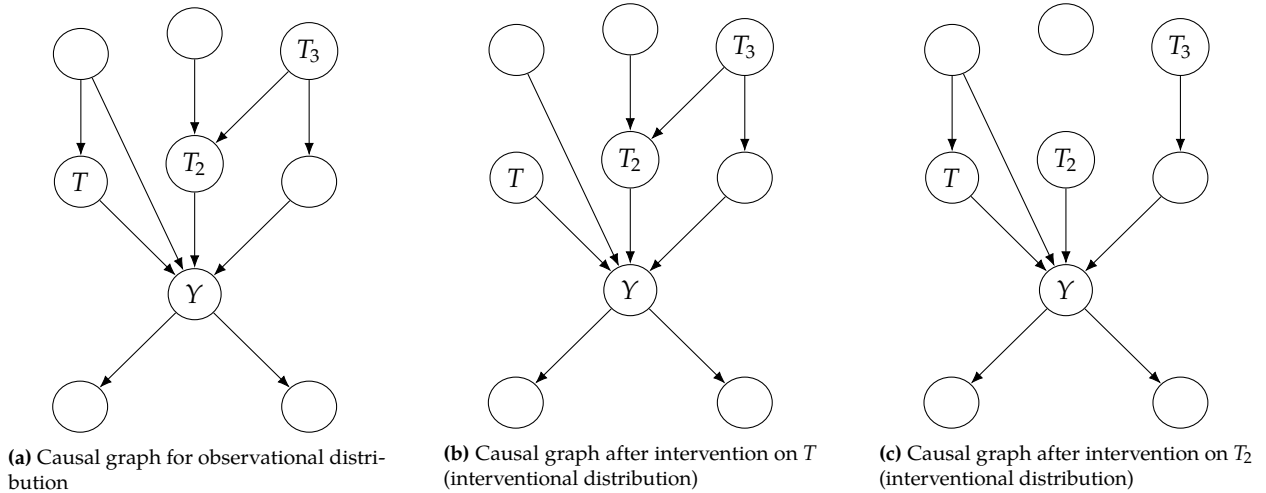 T₃
T₂
T
Y
(a) Causal graph for observational distri-
bution
T₃
T₂
T
Y
(b) Causal graph after intervention on T
(interventional distribution)
T₃
T₂
T
Y
(c) Causal graph after intervention on T₂
(interventional distribution)